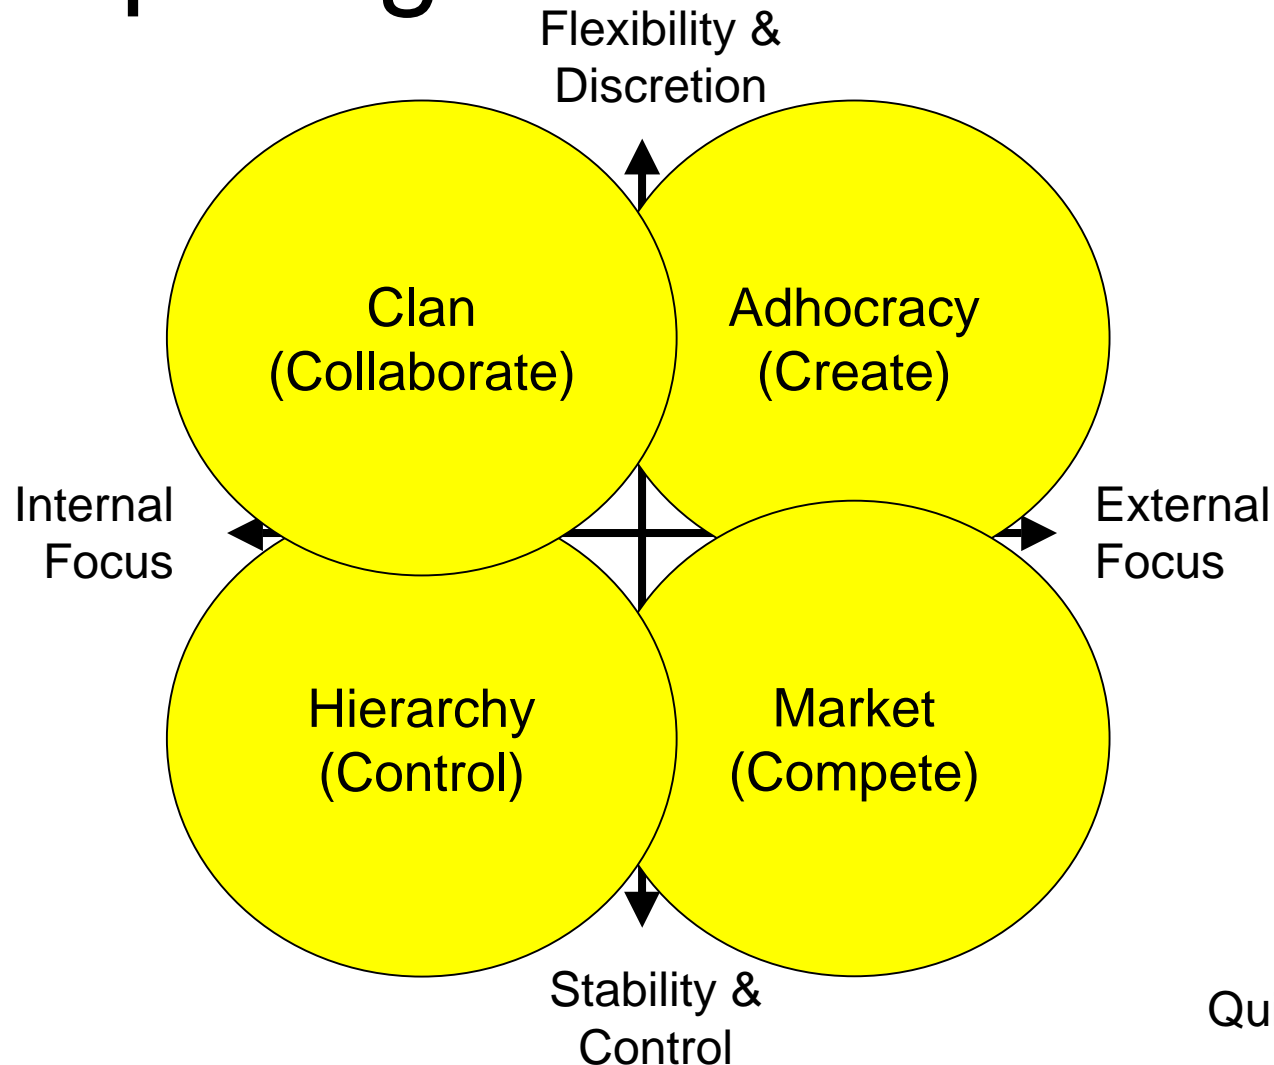 Flexibility &
Discretion
Clan
(Collaborate)
Adhocracy
(Create)
Internal
Focus
External
Focus
Hierarchy
(Control)
Market
(Compete)
Stability &
Control
Qu